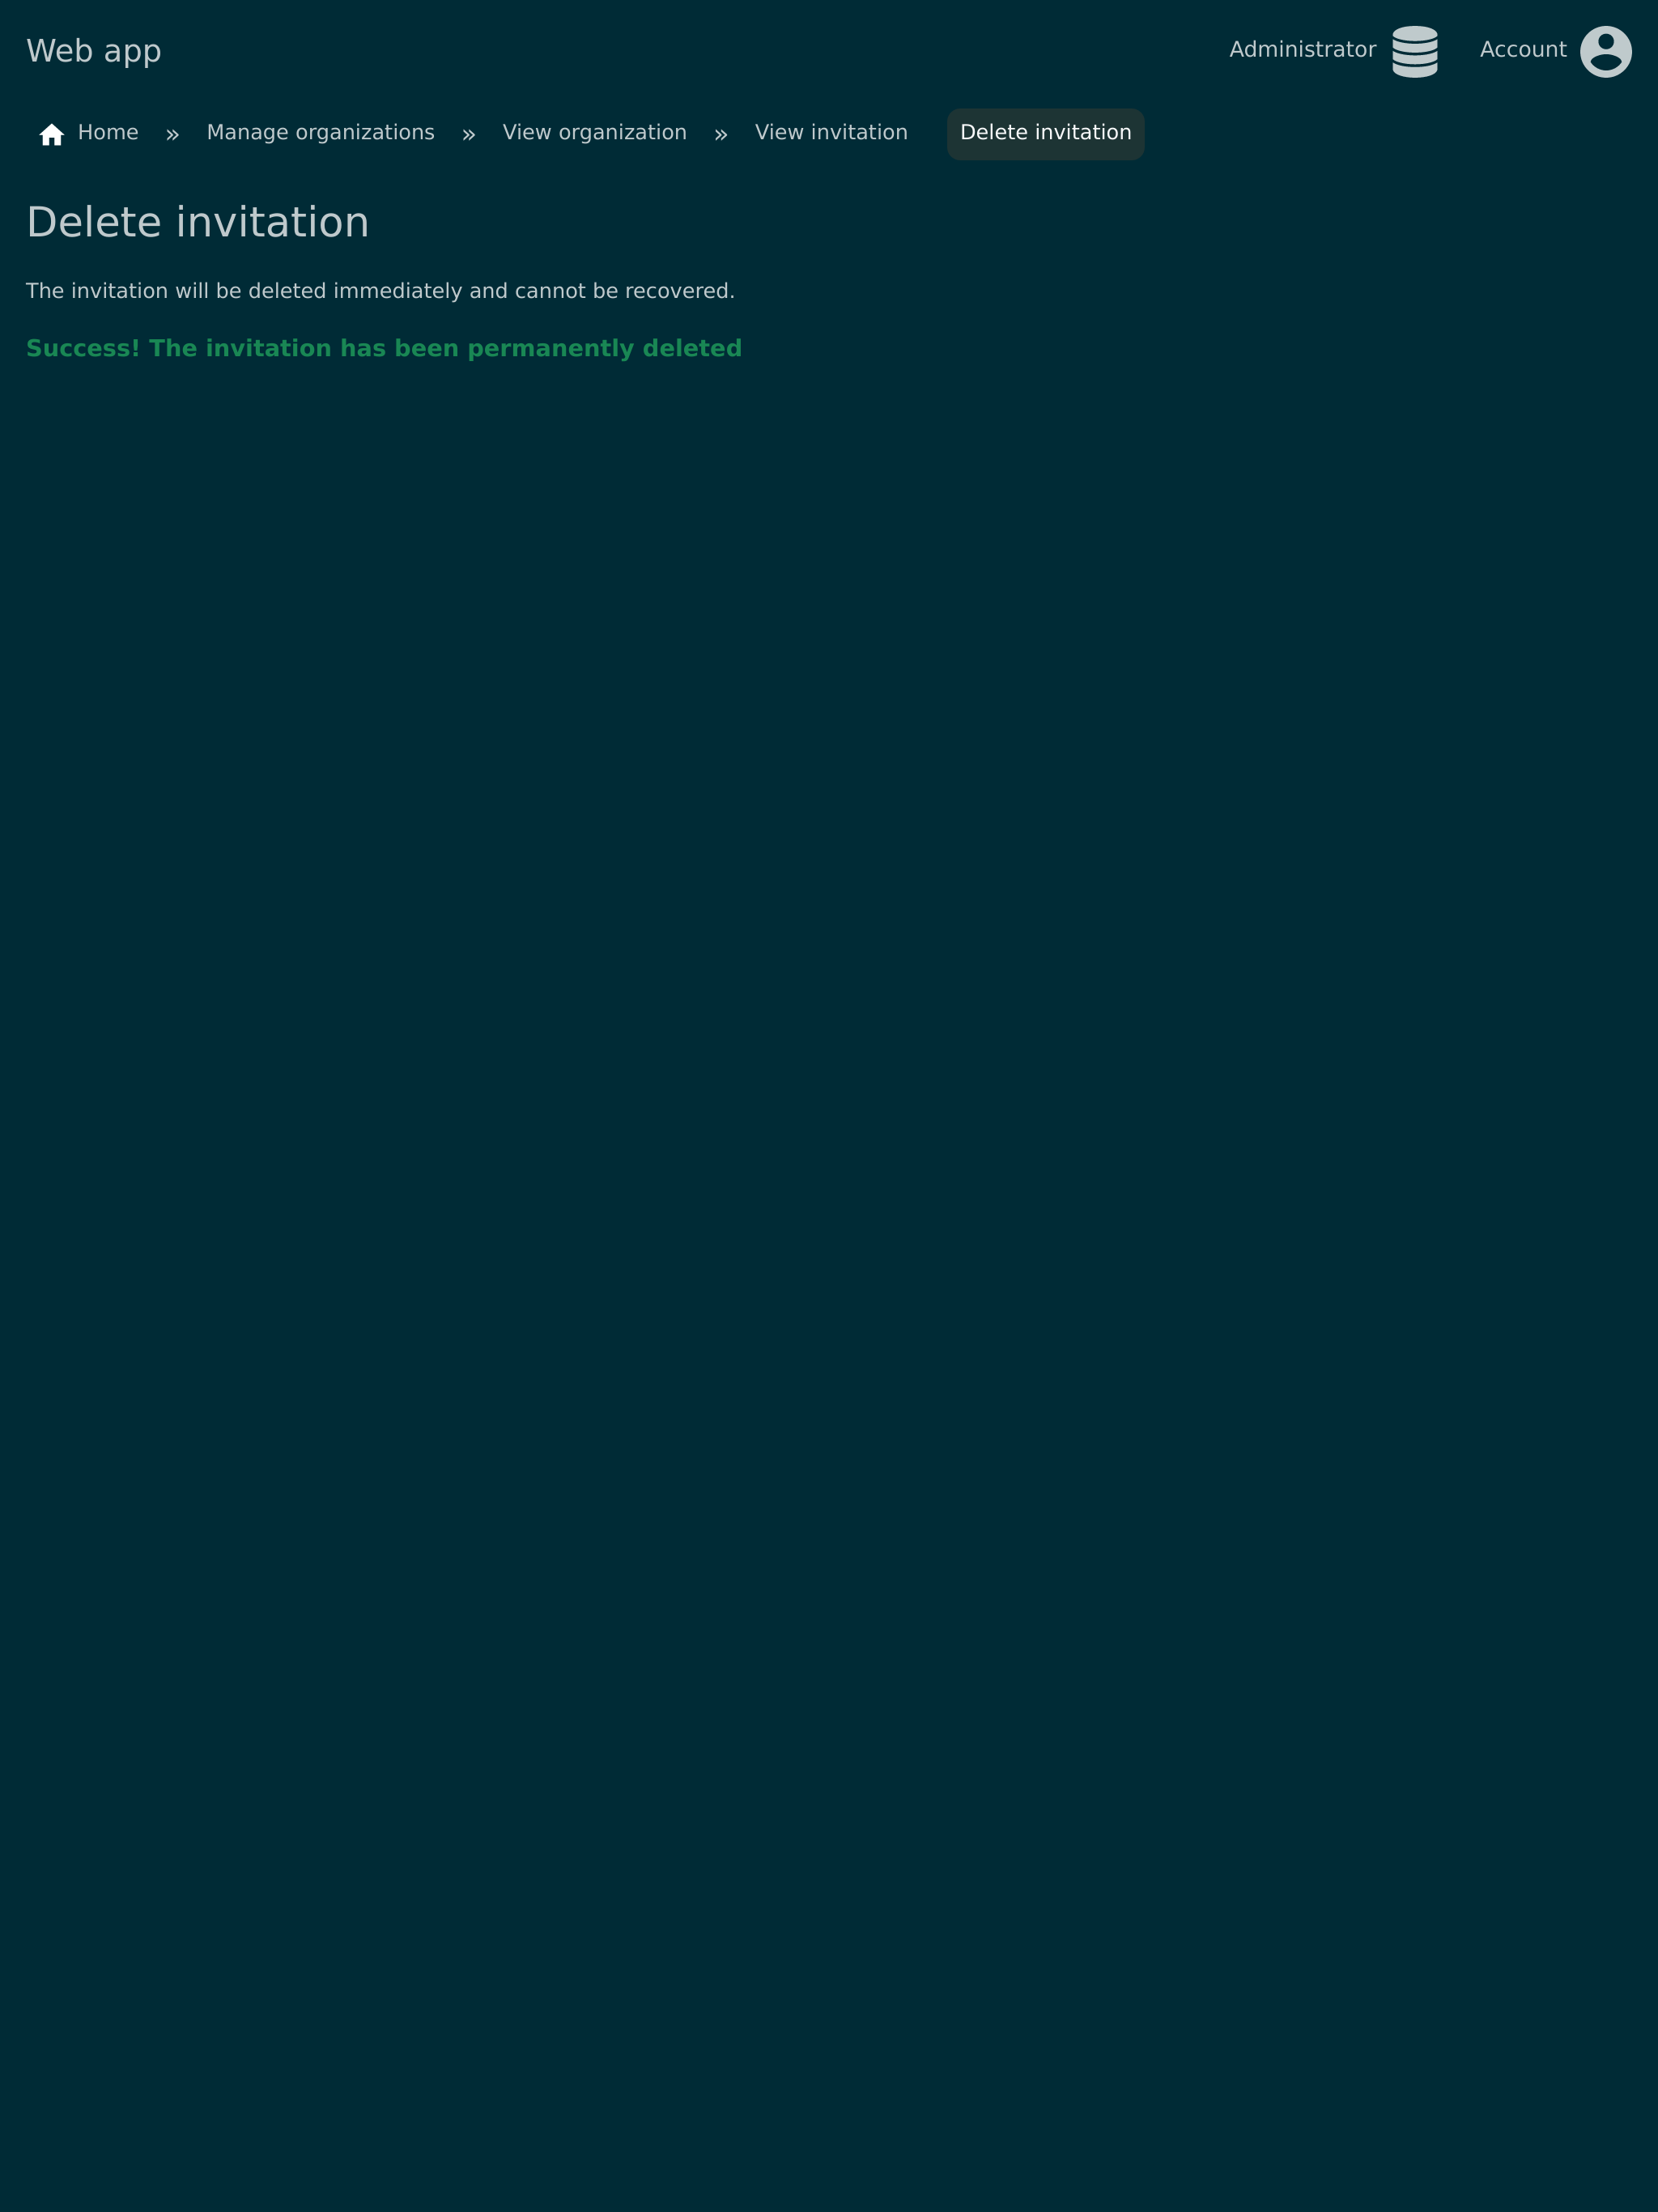 Web app
Administrator
Account
Home » Manage organizations » View organization » View invitation Delete invitation
Delete invitation
The invitation will be deleted immediately and cannot be recovered.
Success! The invitation has been permanently deleted